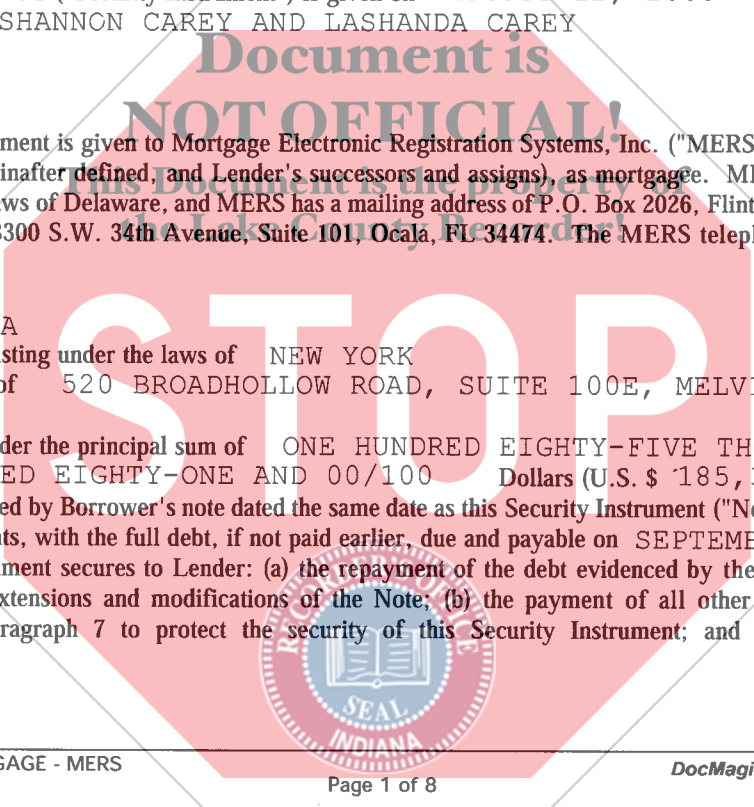 SHANNON CAREY AND LASHANDA CAREY
Document is
NOT OFFICIAL!
ment is given to Mortgage Electronic Registration Systems, Inc. ("MERS
inafter defined, and Lender's successors and assigns), as mortgagee. M
This Document is the property of
ws of Delaware, and MERS has a mailing address of P.O. Box 2026, Flint
the Lake County Recorder!
3300 S.W. 34th Avenue, Suite 101, Ocala, FL 34474. The MERS telep
STOP
A
sting under the laws of NEW YORK
of 520 BROADHOLLOW ROAD, SUITE 100E, MELV
der the principal sum of ONE HUNDRED EIGHTY-FIVE TH
ED EIGHTY-ONE AND 00/100 Dollars (U.S. $ 185,
ed by Borrower's note dated the same date as this Security Instrument ("No
ts, with the full debt, if not paid earlier, due and payable on SEPTEMB
ment secures to Lender: (a) the repayment of the debt evidenced by the
xtensions and modifications of the Note; (b) the payment of all other
ragraph 7 to protect the security of this Security Instrument; and
RECORDER'S OFFICE
SEAL
INDIANA
GAGE - MERS
Page 1 of 8
DocMagi